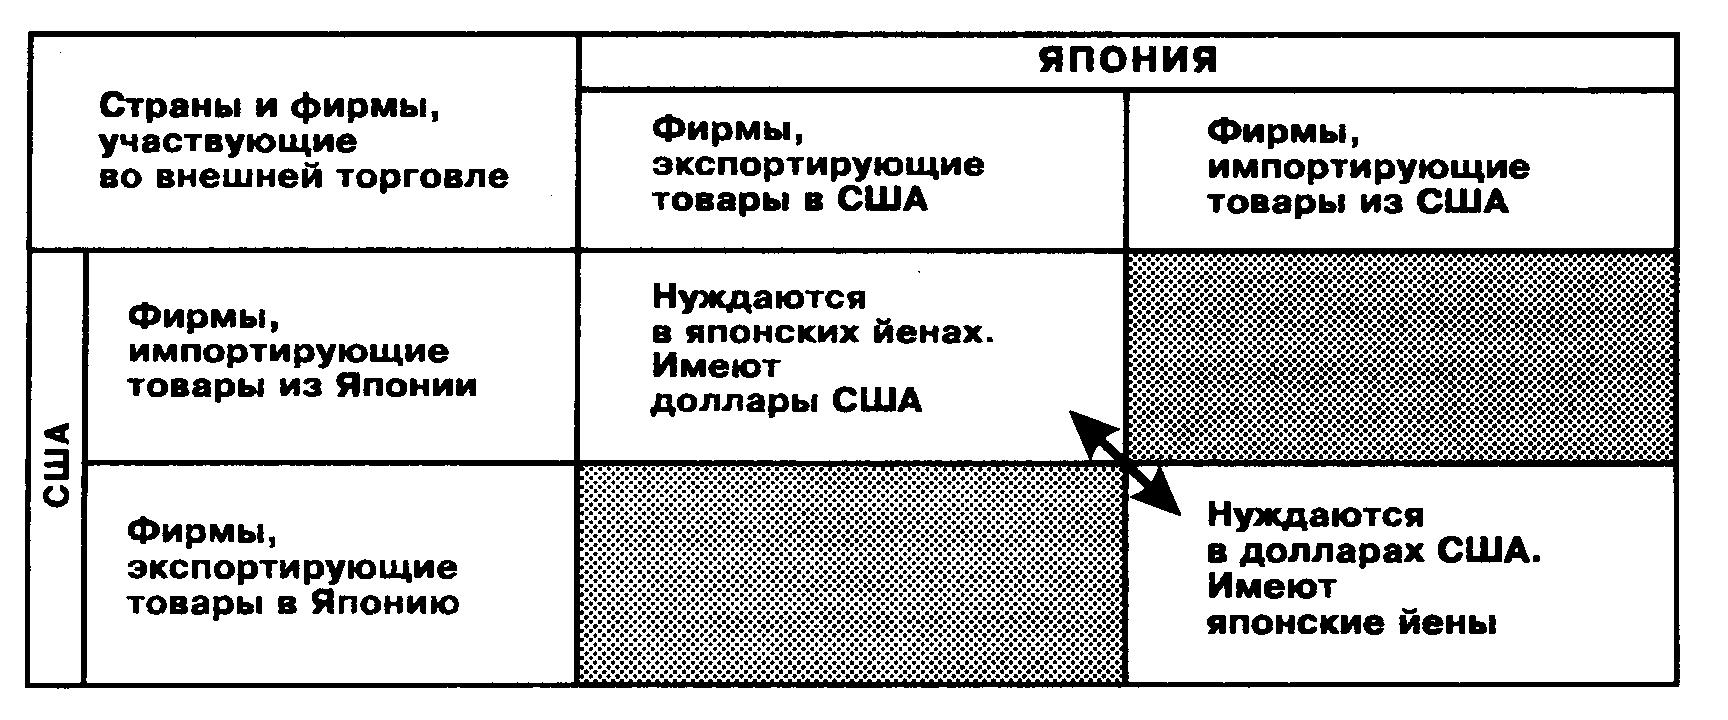 ЯПОНИЯ
Страны и фирмы,
участвующие
во внешней торговле
Фирмы,
экспортирующие
товары в США
Фирмы,
импортирующие
товары из США
США
Фирмы,
импортирующие
товары из Японии
Нуждаются
в японских йенах.
Имеют
доллары США
Фирмы,
экспортирующие
товары в Японию
Нуждаются
в долларах США.
Имеют
японские йены